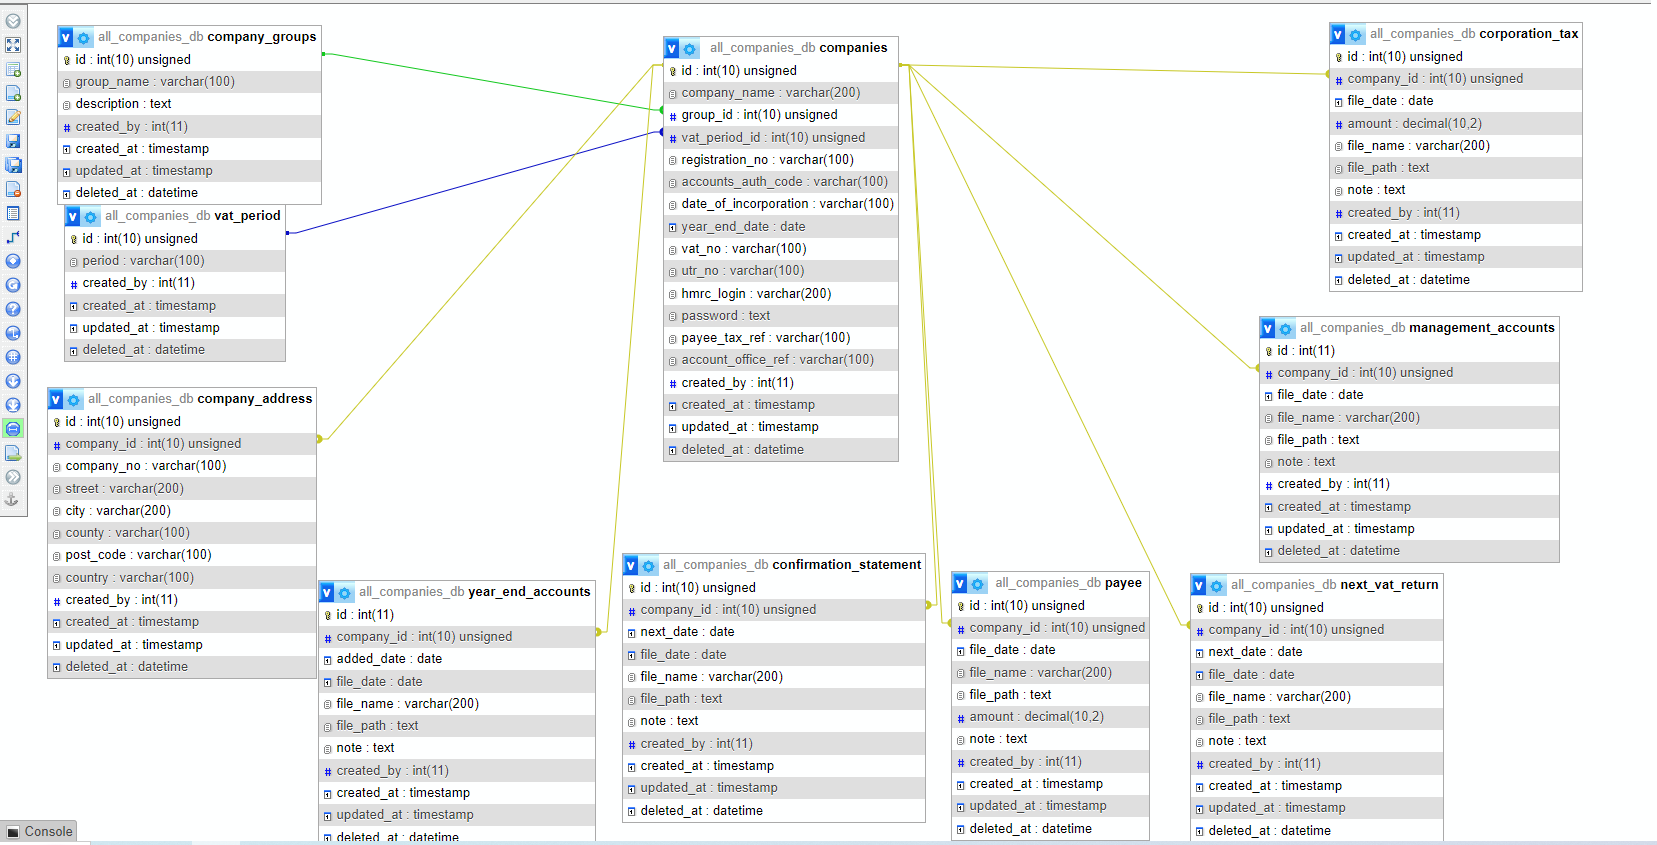 all_companies_db company_groups
id : int(10) unsigned
group_name : varchar(100)
description : text
# created_by : int(11)
created_at : timestamp
updated_at : timestamp
deleted_at : datetime
all_companies_db vat_period
id : int(10) unsigned
period : varchar(100)
# created_by : int(11)
created_at : timestamp
updated_at : timestamp
deleted_at : datetime
all_companies_db company_address
id : int(10) unsigned
# company_id : int(10) unsigned
company_no : varchar(100)
street : varchar(200)
city : varchar(200)
county : varchar(100)
post_code : varchar(100)
country : varchar(100)
# created_by : int(11)
created_at : timestamp
updated_at : timestamp
deleted_at : datetime
all_companies_db year_end_accounts
id : int(11)
# company_id : int(10) unsigned
added_date : date
file_date : date
file_name : varchar(200)
file_path : text
note : text
# created_by : int(11)
created_at : timestamp
updated_at : timestamp
deleted_at : datetime
all_companies_db companies
id : int(10) unsigned
company_name : varchar(200)
# group_id : int(10) unsigned
# vat_period_id : int(10) unsigned
registration_no : varchar(100)
accounts_auth_code : varchar(100)
date_of_incorporation : varchar(100)
year_end_date : date
vat_no : varchar(100)
utr_no : varchar(100)
hmrc_login : varchar(200)
password : text
payee_tax_ref : varchar(100)
account_office_ref : varchar(100)
# created_by : int(11)
created_at : timestamp
updated_at : timestamp
deleted_at : datetime
all_companies_db confirmation_statement
id : int(10) unsigned
# company_id : int(10) unsigned
next_date : date
file_date : date
file_name : varchar(200)
file_path : text
note : text
# created_by : int(11)
created_at : timestamp
updated_at : timestamp
deleted_at : datetime
all_companies_db payee
id : int(10) unsigned
# company_id : int(10) unsigned
file_date : date
file_name : varchar(200)
file_path : text
# amount : decimal(10,2)
note : text
# created_by : int(11)
created_at : timestamp
updated_at : timestamp
deleted_at : datetime
all_companies_db corporation_tax
id : int(10) unsigned
# company_id : int(10) unsigned
file_date : date
# amount : decimal(10,2)
file_name : varchar(200)
file_path : text
note : text
# created_by : int(11)
created_at : timestamp
updated_at : timestamp
deleted_at : datetime
all_companies_db management_accounts
id : int(11)
# company_id : int(10) unsigned
file_date : date
file_name : varchar(200)
file_path : text
note : text
# created_by : int(11)
created_at : timestamp
updated_at : timestamp
deleted_at : datetime
all_companies_db next_vat_return
id : int(10) unsigned
# company_id : int(10) unsigned
next_date : date
file_date : date
file_name : varchar(200)
file_path : text
note : text
# created_by : int(11)
created_at : timestamp
updated_at : timestamp
deleted_at : datetime
Console